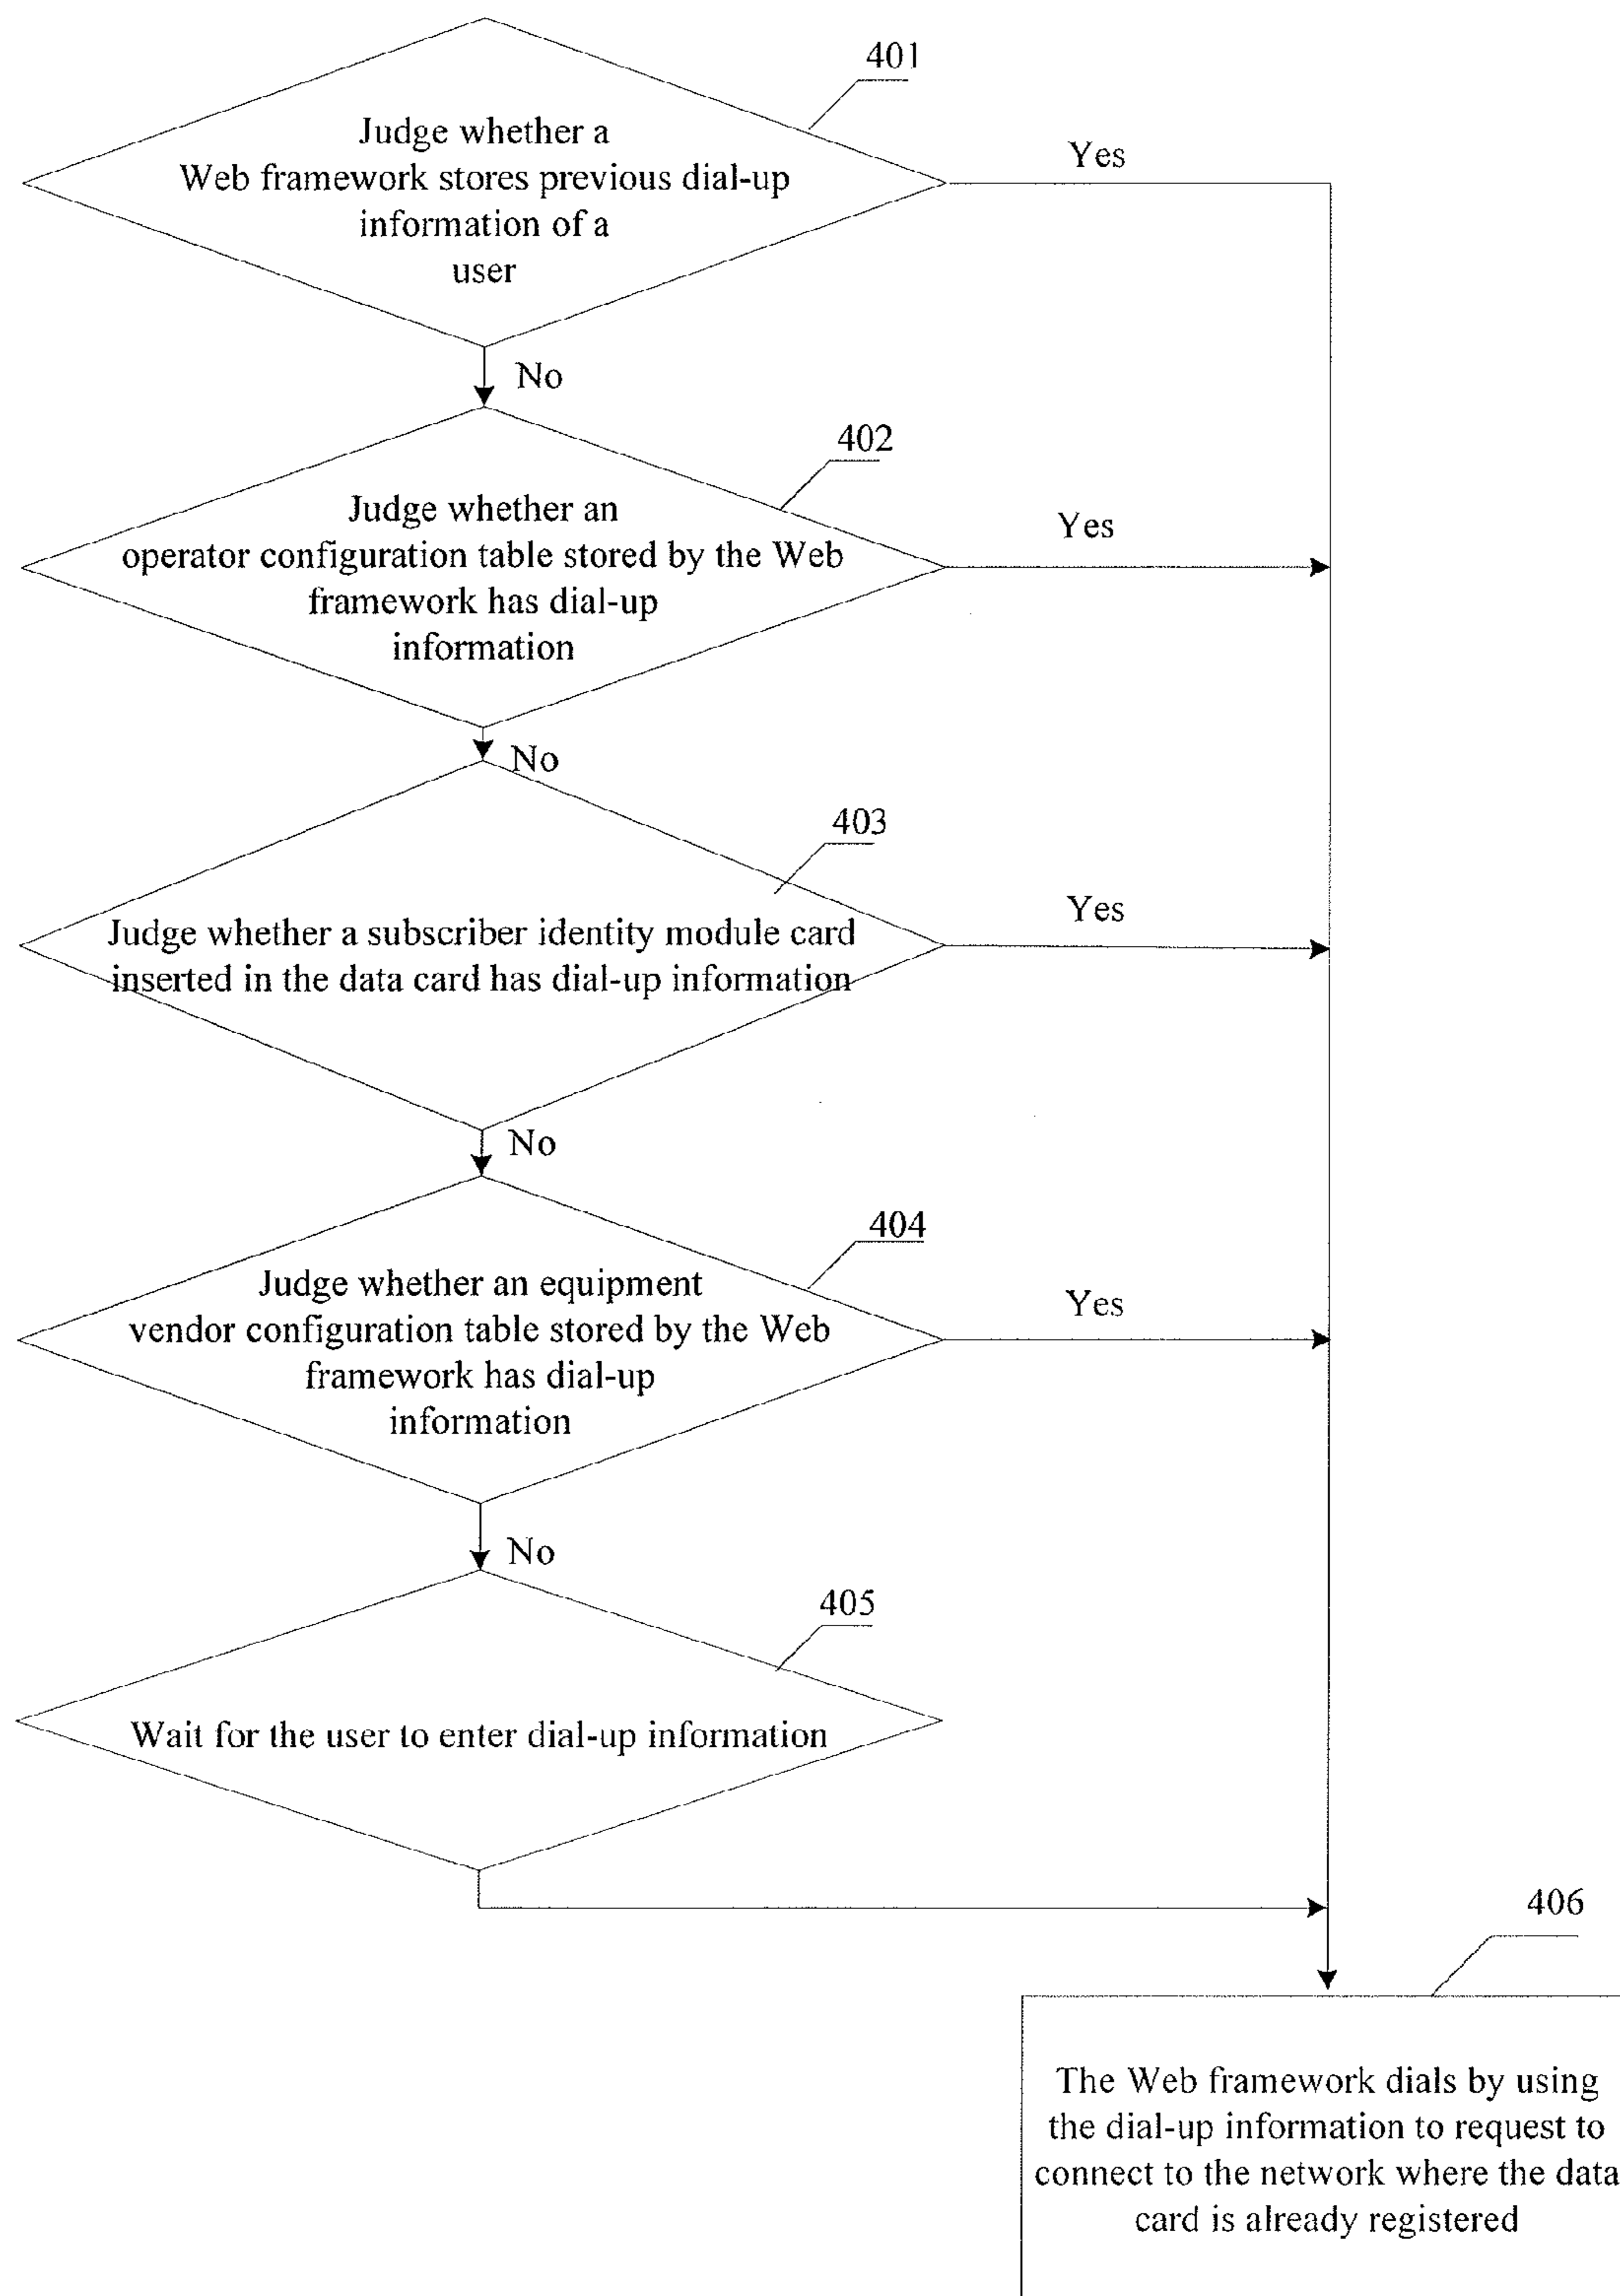 401
Judge whether a
Web framework stores previous dial-up
information of a
user
Yes
No
402
Judge whether an
operator configuration table stored by the Web
framework has dial-up
information
Yes
No
403
Judge whether a subscriber identity module card
inserted in the data card has dial-up information
Yes
No
404
Judge whether an equipment
vendor configuration table stored by the Web
framework has dial-up
information
Yes
No
405
Wait for the user to enter dial-up information
406
The Web framework dials by using
the dial-up information to request to
connect to the network where the data
card is already registered